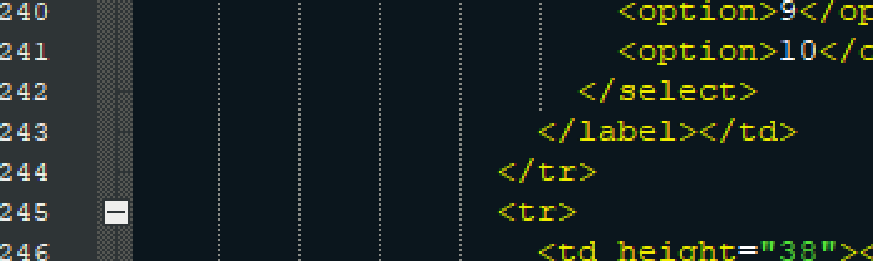 240 <option>9</op
241 <option>10</
242 </select>
243 </label></td>
244 </tr>
245 <tr>
246 <td height="38"><